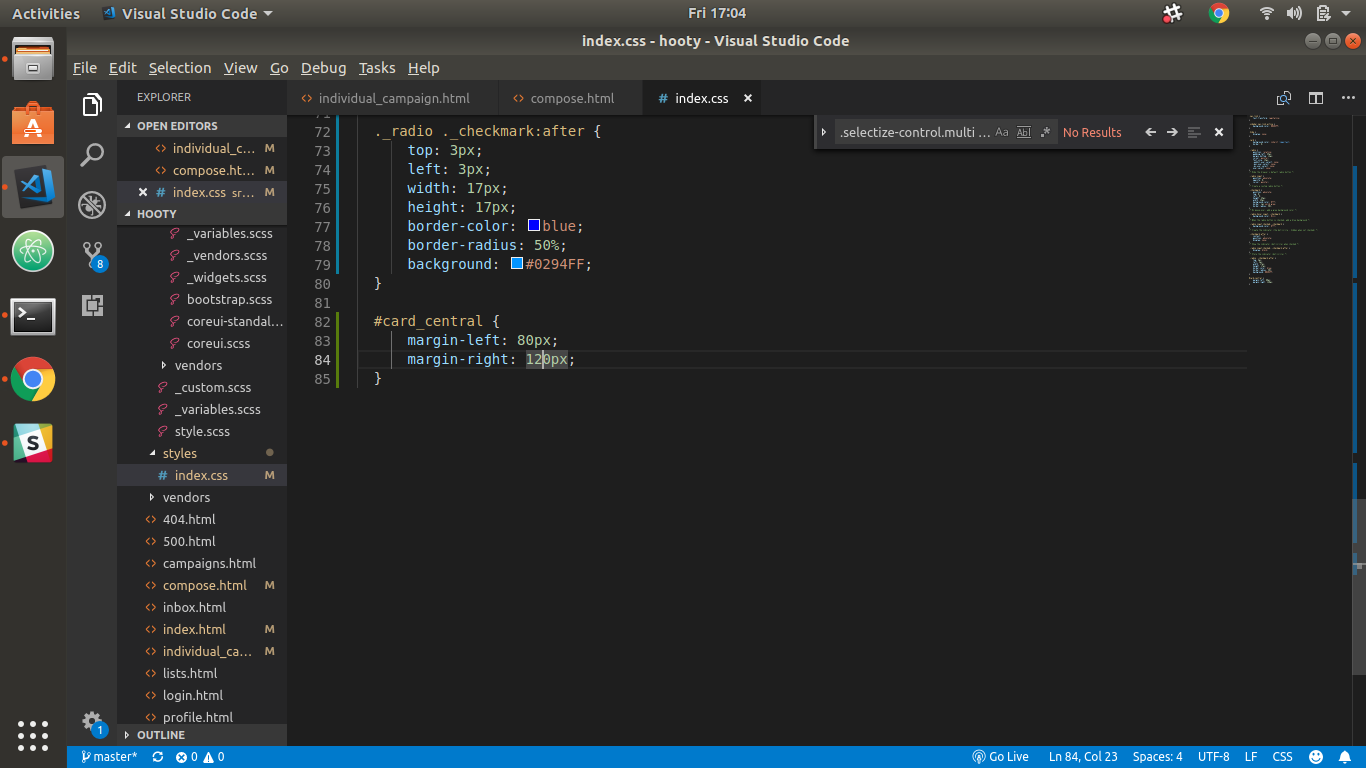 Activities
Visual Studio Code
Fri 17:04
index.css - hooty - Visual Studio Code
File Edit Selection View Go Debug Tasks Help
EXPLORER
OPEN EDITORS
individual_c... M
compose.ht... M
index.css sr... M
HOOTY
_variables.scss
_vendors.scss
_widgets.scss
bootstrap.scss
coreui-standal...
coreui.scss
vendors
_custom.scss
_variables.scss
style.scss
styles
index.css M
vendors
404.html
500.html
campaigns.html
compose.html M
inbox.html
index.html M
individual_ca... M
lists.html
login.html
profile.html
OUTLINE
8
1
individual_campaign.html
compose.html
index.css
.selectize-control.multi ... Aa Abl .* No Results
71
72 ._radio ._checkmark:after {
73 top: 3px;
74 left: 3px;
75 width: 17px;
76 height: 17px;
77 border-color: blue;
78 border-radius: 50%;
79 background: #0294FF;
80 }
81
82 #card_central {
83 margin-left: 80px;
84 margin-right: 120px;
85 }
master* 0 0 Go Live Ln 84, Col 23 Spaces: 4 UTF-8 LF CSS